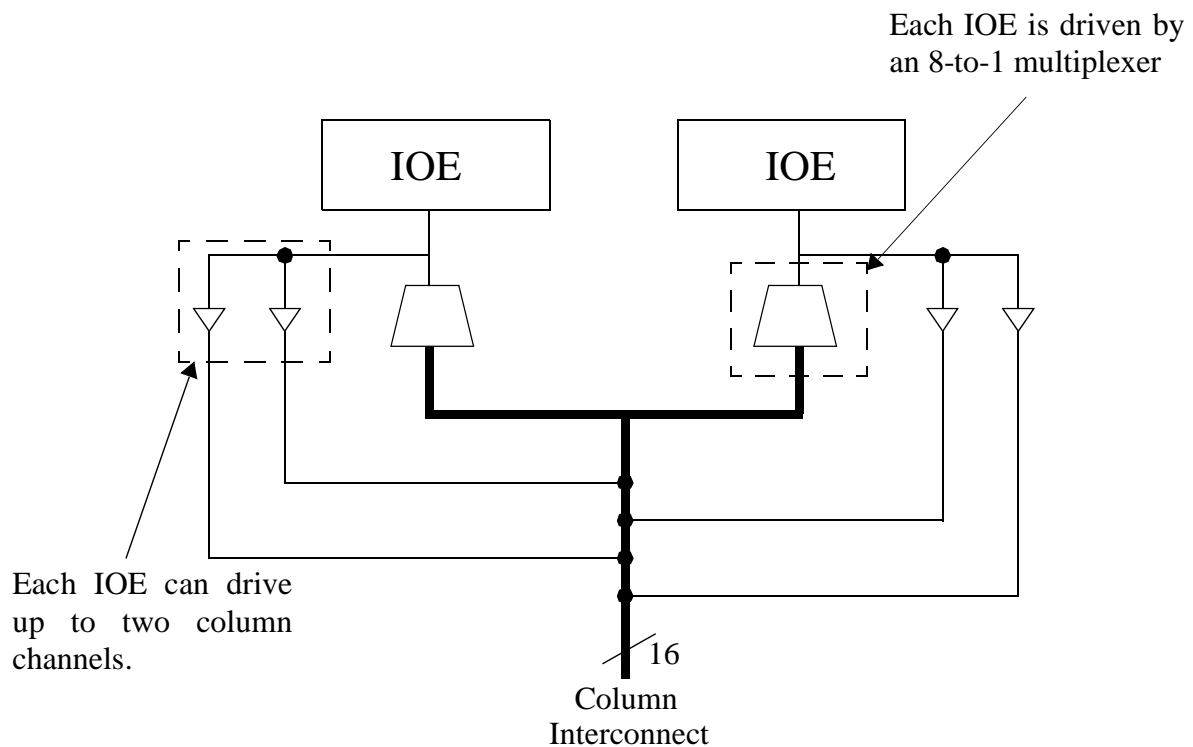 Each IOE is driven by
an 8-to-1 multiplexer
IOE
IOE
Each IOE can drive
up to two column
channels.
16
Column
Interconnect